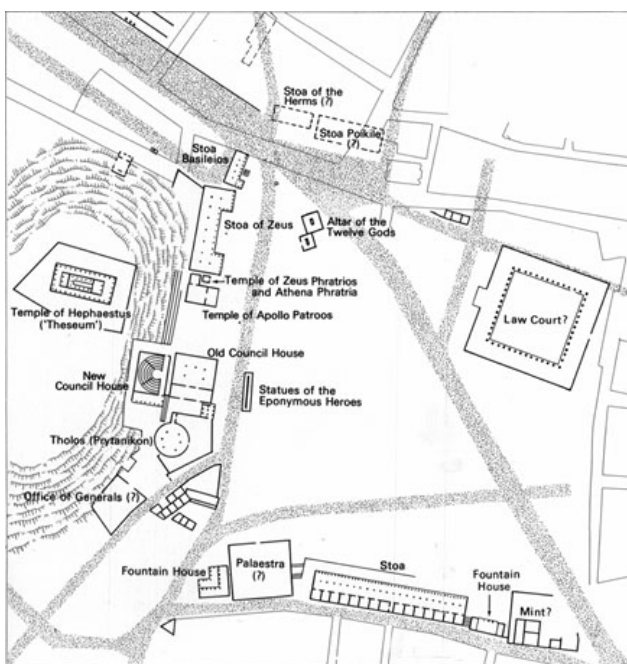 Stoa of the
Herms (?)
Stoa Poikile
(?)
Stoa
Basileios
Stoa of Zeus
Altar of the
Twelve Gods
Temple of Zeus Phratrios
and Athena Phratria
Temple of Hephaestus
('Theseum')
Law Court?
Temple of Apollo Patroos
Old Council House
New
Council House
Statues of the
Eponymous Heroes
Tholos (Prytanikon)
Office of Generals (?)
Fountain House
Palaestra
(?)
Stoa
Fountain
House
Mint?